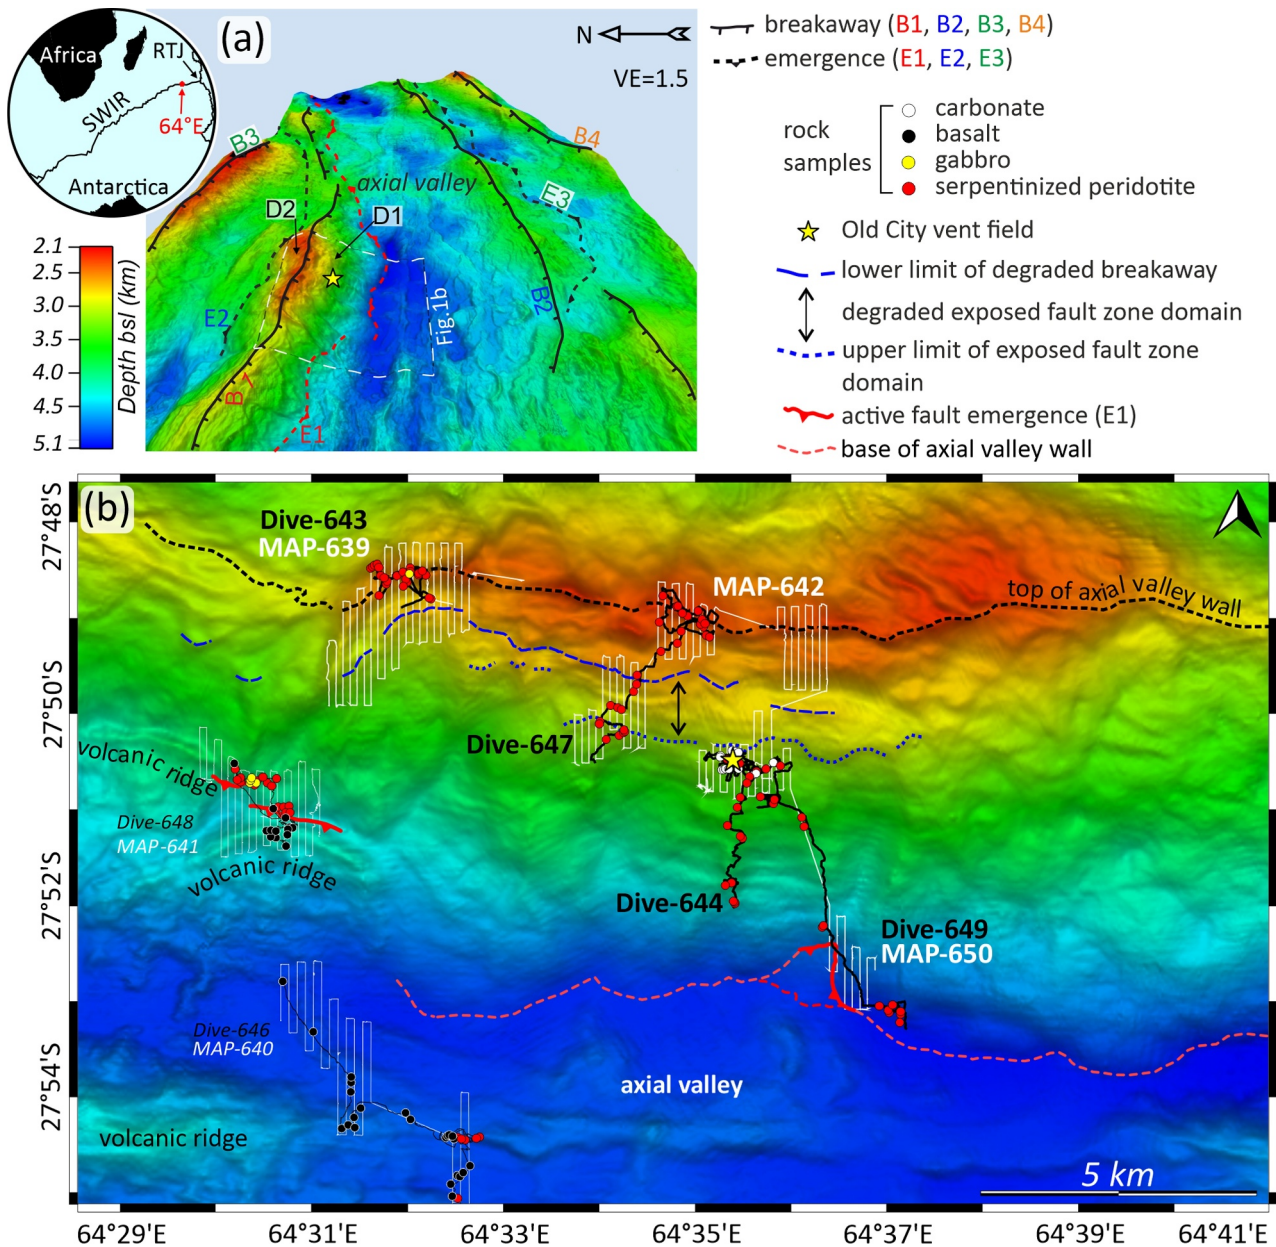 Africa
RTJ
SWIR
64°E
Antarctica
(a)
N
VE=1.5
B3
B4
axial valley
E3
D2
D1
E2
B2
Fig.1b
B1
E1
Depth bsl (km)
2.1
2.5
3.0
3.5
4.0
4.5
5.1
breakaway (B1, B2, B3, B4)
emergence (E1, E2, E3)
rock
samples
carbonate
basalt
gabbro
serpentinized peridotite
Old City vent field
lower limit of degraded breakaway
degraded exposed fault zone domain
upper limit of exposed fault zone
domain
active fault emergence (E1)
base of axial valley wall
(b)
Dive-643
MAP-639
MAP-642
top of axial valley wall
Dive-647
volcanic ridge
Dive-648
MAP-641
volcanic ridge
Dive-644
Dive-649
MAP-650
Dive-646
MAP-640
axial valley
volcanic ridge
5 km
27°48'S
27°50'S
27°52'S
27°54'S
64°29'E
64°31'E
64°33'E
64°35'E
64°37'E
64°39'E
64°41'E